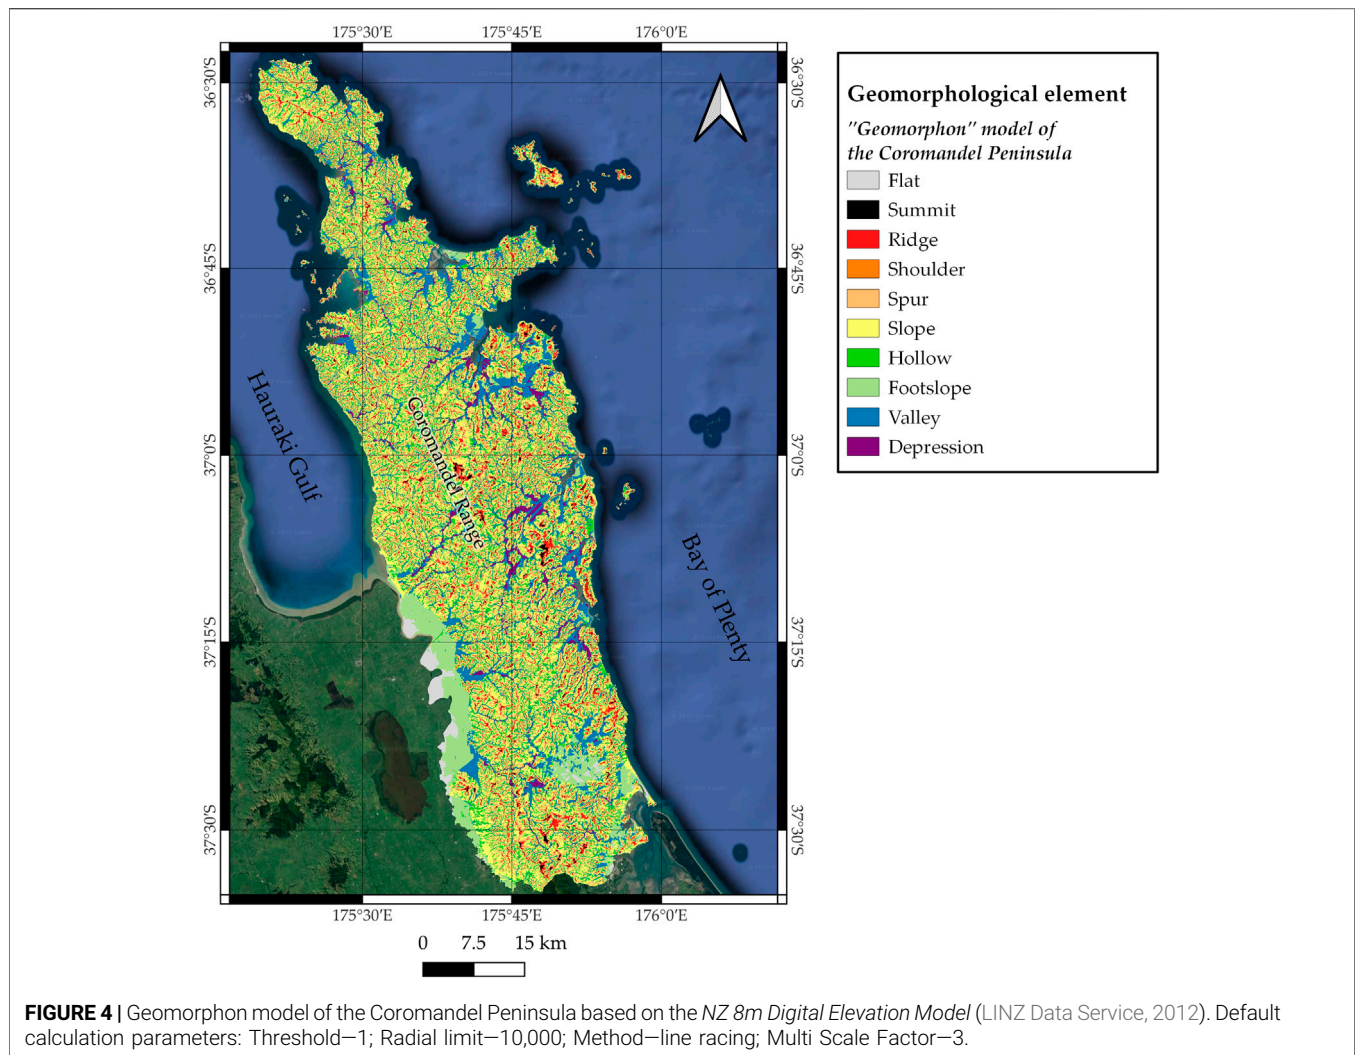 175°30'E 175°45'E 176°0'E
36°30'S 36°30'S
36°45'S 36°45'S
37°0'S 37°0'S
37°15'S 37°15'S
37°30'S 37°30'S
Hauraki Gulf
Coromandel Range
Bay of Plenty
175°30'E 175°45'E 176°0'E
0 7.5 15 km
Geomorphological element
"Geomorphon" model of
the Coromandel Peninsula
Flat
Summit
Ridge
Shoulder
Spur
Slope
Hollow
Footslope
Valley
Depression
FIGURE 4 | Geomorphon model of the Coromandel Peninsula based on the NZ 8m Digital Elevation Model (LINZ Data Service, 2012). Default
calculation parameters: Threshold—1; Radial limit—10,000; Method—line racing; Multi Scale Factor—3.